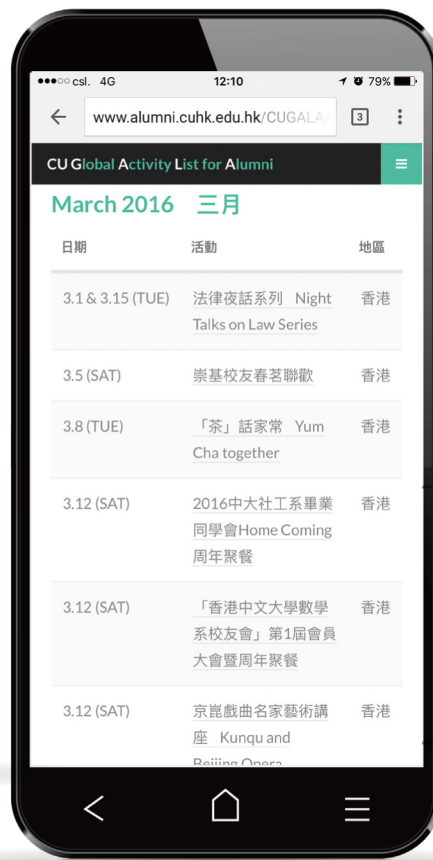 csl. 4G 12:10 79%
www.alumni.cuhk.edu.hk/CUGALA/ 3
CU Global Activity List for Alumni
March 2016 三月
日期 活動 地區
3.1 & 3.15 (TUE) 法律夜話系列 Night 香港
Talks on Law Series
3.5 (SAT) 崇基校友春茗聯歡 香港
3.8 (TUE) 「茶」話家常 Yum 香港
Cha together
3.12 (SAT) 2016中大社工系畢業 香港
同學會Home Coming
周年聚餐
3.12 (SAT) 「香港中文大學數學 香港
系校友會」第1屆會員
大會暨周年聚餐
3.12 (SAT) 京崑戲曲名家藝術講 香港
座 Kunqu and
Beijing Opera